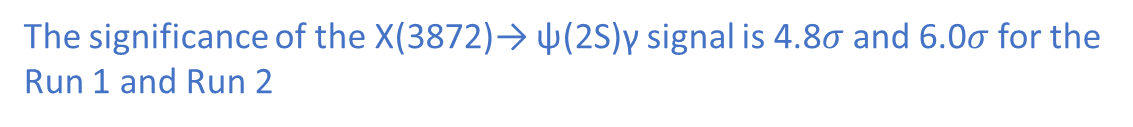 The significance of the X(3872)→ ψ(2S)γ signal is 4.8σ and 6.0σ for the
Run 1 and Run 2